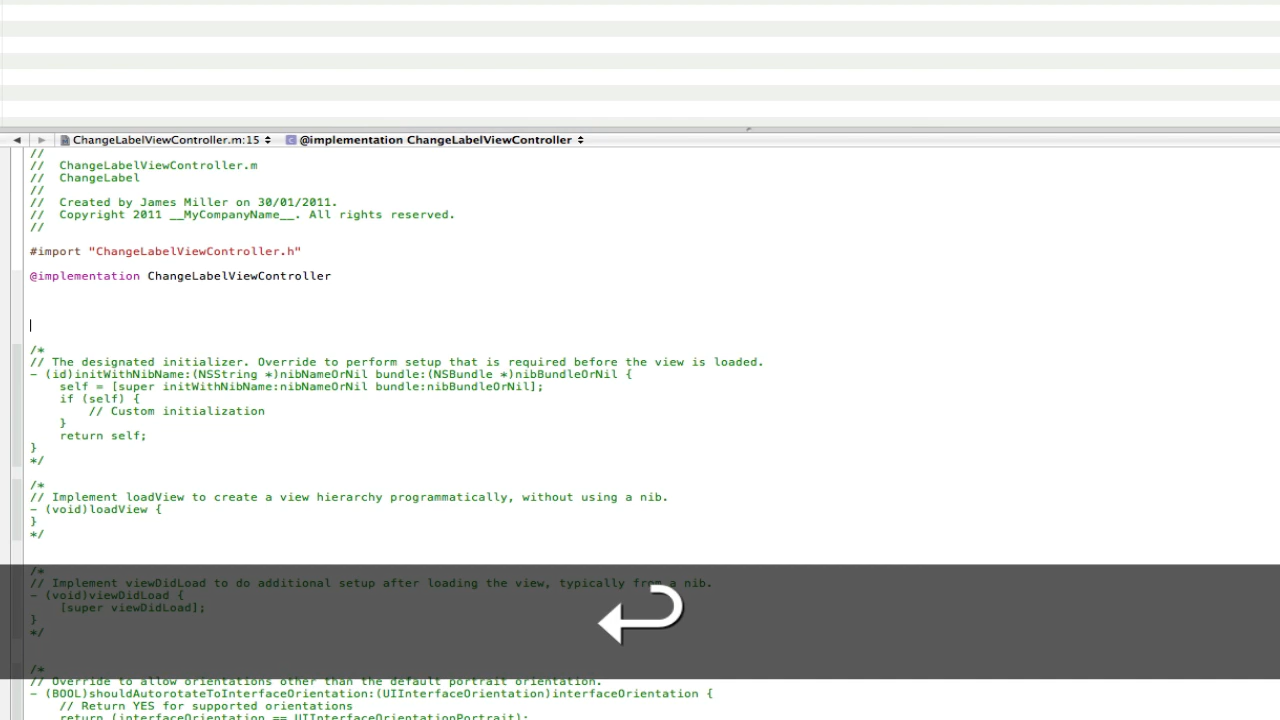 ChangeLabelViewController.m:15 @implementation ChangeLabelViewController
//
// ChangeLabelViewController.m
// ChangeLabel
//
// Created by James Miller on 30/01/2011.
// Copyright 2011 __MyCompanyName__. All rights reserved.
//
#import "ChangeLabelViewController.h"
@implementation ChangeLabelViewController
/*
// The designated initializer. Override to perform setup that is required before the view is loaded.
- (id)initWithNibName:(NSString *)nibNameOrNil bundle:(NSBundle *)nibBundleOrNil {
self = [super initWithNibName:nibNameOrNil bundle:nibBundleOrNil];
if (self) {
// Custom initialization
}
return self;
}
*/
/*
// Implement loadView to create a view hierarchy programmatically, without using a nib.
- (void)loadView {
}
*/
/*
// Implement viewDidLoad to do additional setup after loading the view, typically from a nib.
- (void)viewDidLoad {
[super viewDidLoad];
}
*/
/*
// Override to allow orientations other than the default portrait orientation.
- (BOOL)shouldAutorotateToInterfaceOrientation:(UIInterfaceOrientation)interfaceOrientation {
// Return YES for supported orientations
return (interfaceOrientation == UIInterfaceOrientationPortrait);